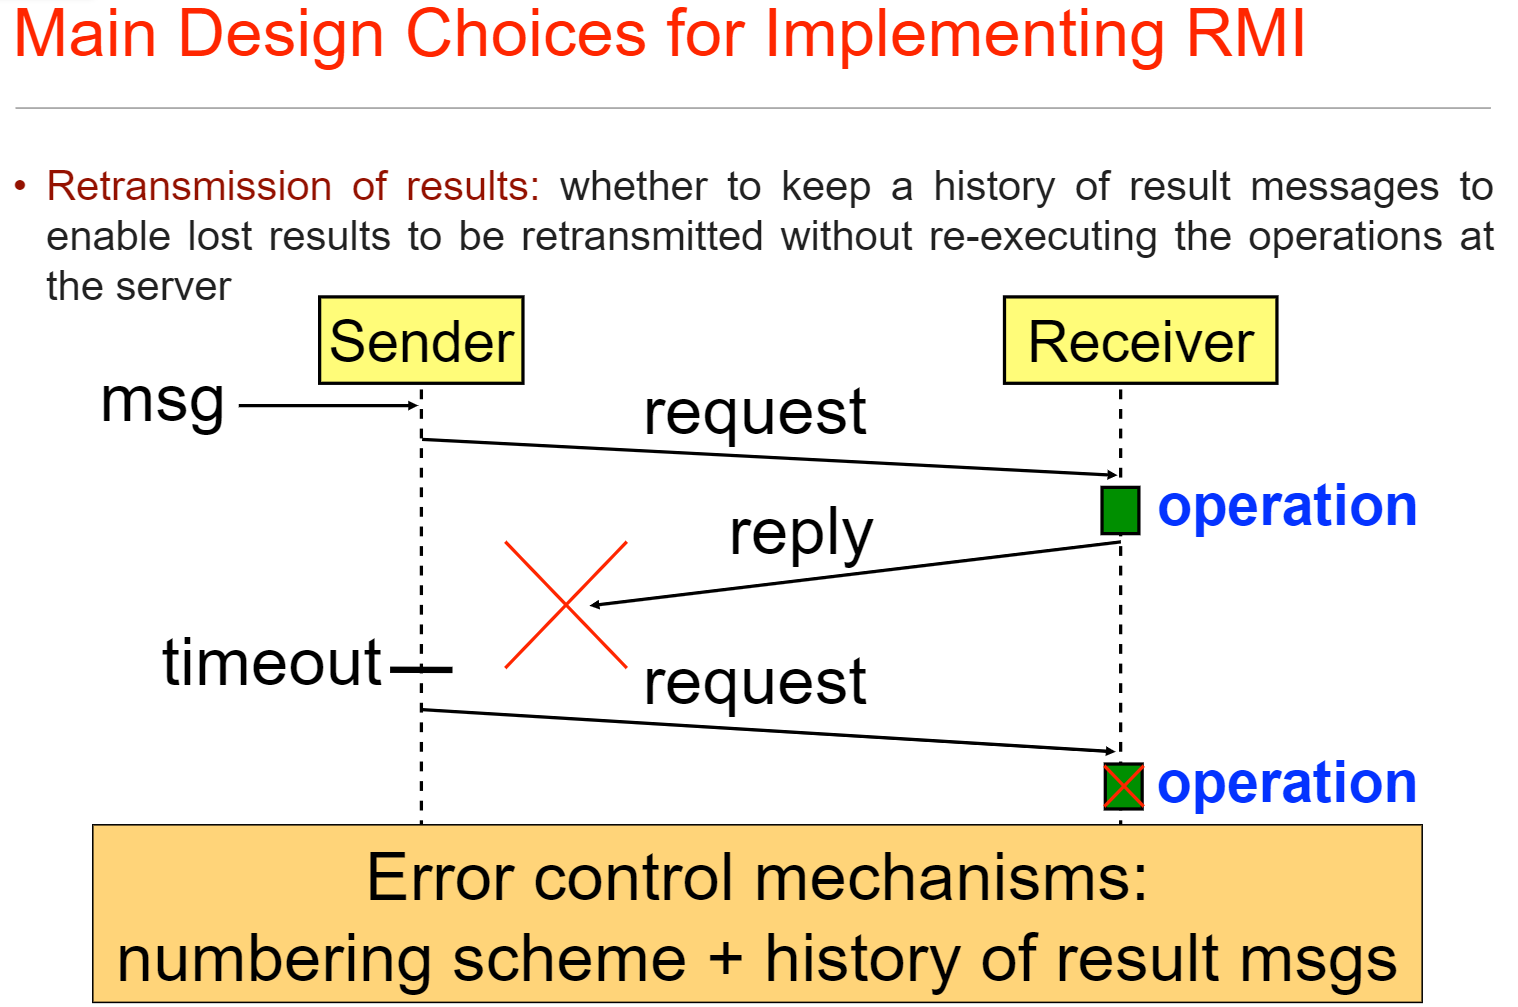 Main Design Choices for Implementing RMI
• Retransmission of results: whether to keep a history of result messages to
enable lost results to be retransmitted without re-executing the operations at
the server
Sender
Receiver
msg
request
operation
reply
timeout
request
operation
Error control mechanisms:
numbering scheme + history of result msgs